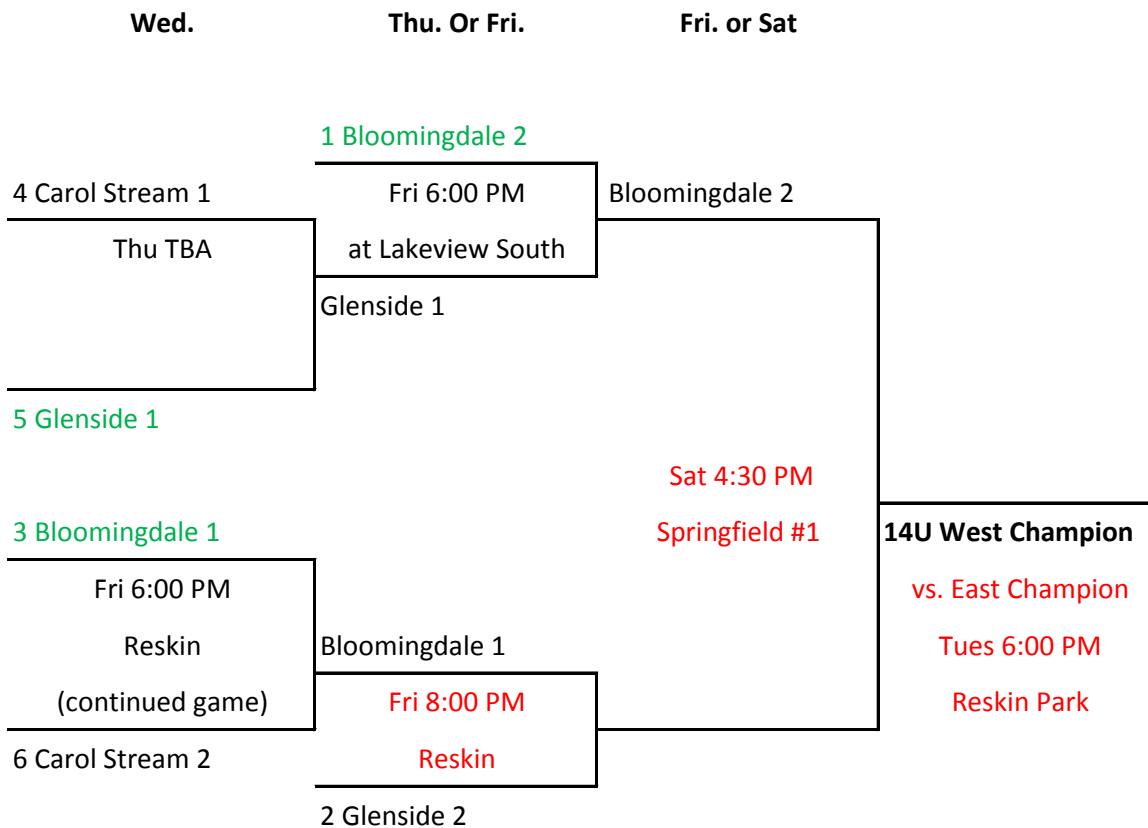 Wed. Thu. Or Fri. Fri. or Sat
1 Bloomingdale 2
4 Carol Stream 1 Fri 6:00 PM Bloomingdale 2
Thu TBA at Lakeview South
Glenside 1
5 Glenside 1
Sat 4:30 PM
3 Bloomingdale 1 Springfield #1 14U West Champion
Fri 6:00 PM vs. East Champion
Reskin Bloomingdale 1 Tues 6:00 PM
(continued game) Fri 8:00 PM Reskin Park
6 Carol Stream 2 Reskin
2 Glenside 2